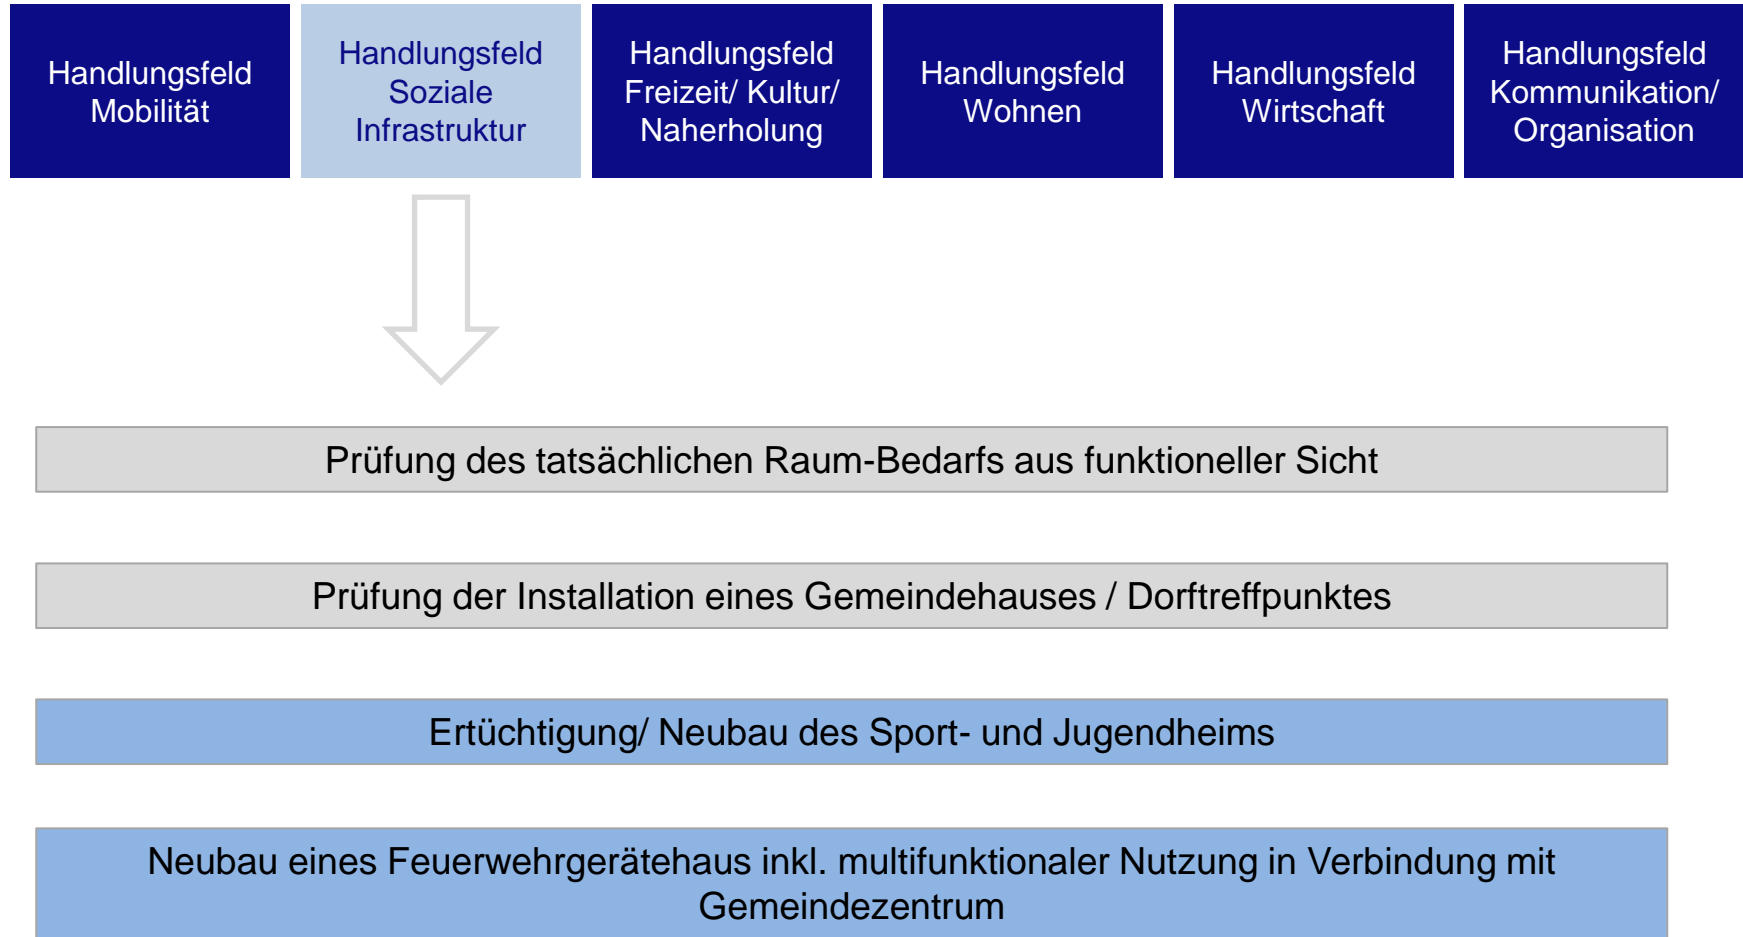 Handlungsfeld
Mobilität
Handlungsfeld
Soziale
Infrastruktur
Handlungsfeld
Freizeit/ Kultur/
Naherholung
Handlungsfeld
Wohnen
Handlungsfeld
Wirtschaft
Handlungsfeld
Kommunikation/
Organisation
Prüfung des tatsächlichen Raum-Bedarfs aus funktioneller Sicht
Prüfung der Installation eines Gemeindehauses / Dorftreffpunktes
Ertüchtigung/ Neubau des Sport- und Jugendheims
Neubau eines Feuerwehrgerätehaus inkl. multifunktionaler Nutzung in Verbindung mit
Gemeindezentrum